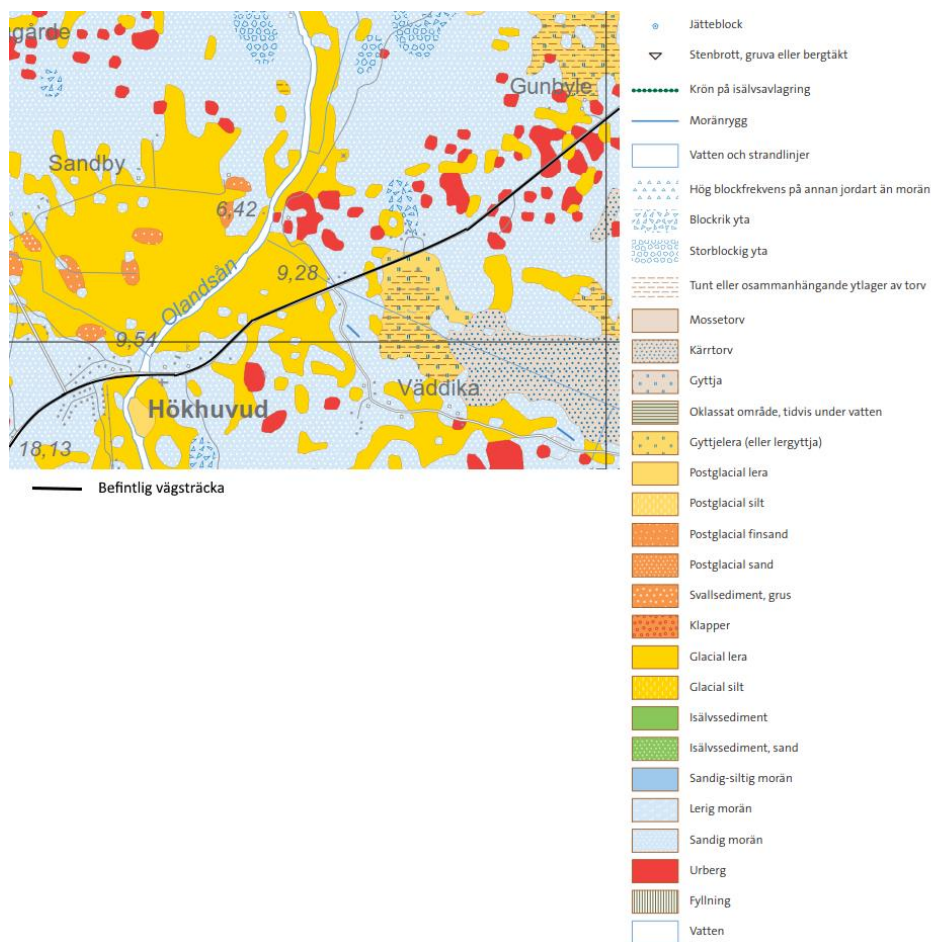 gårde
Gunbyle
Sandby
6,42
9,28
Olandsån
9,54
Väddika
Hökhuvud
18,13
Befintlig vägsträcka
Jätteblock
Stenbrott, gruva eller bergtäkt
Krön på isälvsavlagring
Moränrygg
Vatten och strandlinjer
Hög blockfrekvens på annan jordart än morän
Blockrik yta
Storblockig yta
Tunt eller osammanhängande ytlager av torv
Mossetorv
Kärrtorv
Gyttja
Oklassat område, tidvis under vatten
Gyttjelera (eller lergyttja)
Postglacial lera
Postglacial silt
Postglacial finsand
Postglacial sand
Svallsediment, grus
Klapper
Glacial lera
Glacial silt
Isälvssediment
Isälvssediment, sand
Sandig-siltig morän
Lerig morän
Sandig morän
Urberg
Fyllning
Vatten